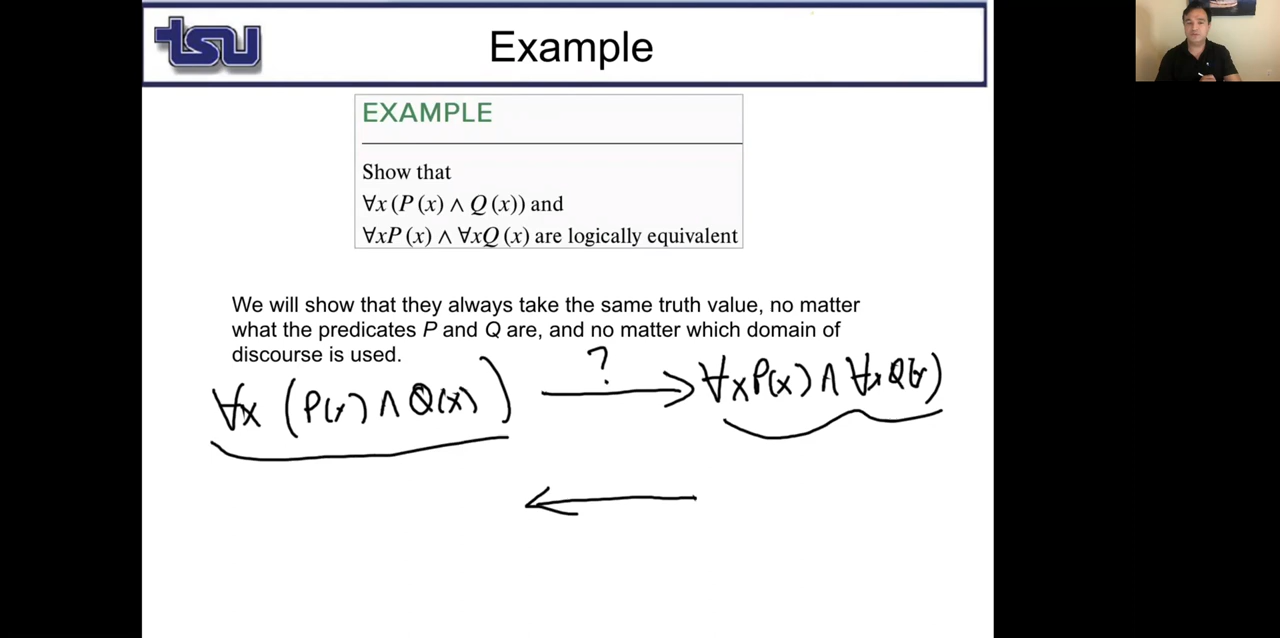 tsu
Example
EXAMPLE
Show that
∀x (P (x) ∧ Q (x)) and
∀xP (x) ∧ ∀xQ (x) are logically equivalent
We will show that they always take the same truth value, no matter
what the predicates P and Q are, and no matter which domain of
discourse is used.
?
∀x (P(x) ∧ Q(x)) → ∀xP(x) ∧ ∀xQ(x)
←